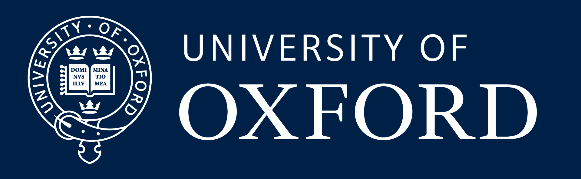 UNIVERSITY · OF · OXFORD
DOMI MINA
NVS TIO
ILLV MEA
UNIVERSITY OF
OXFORD